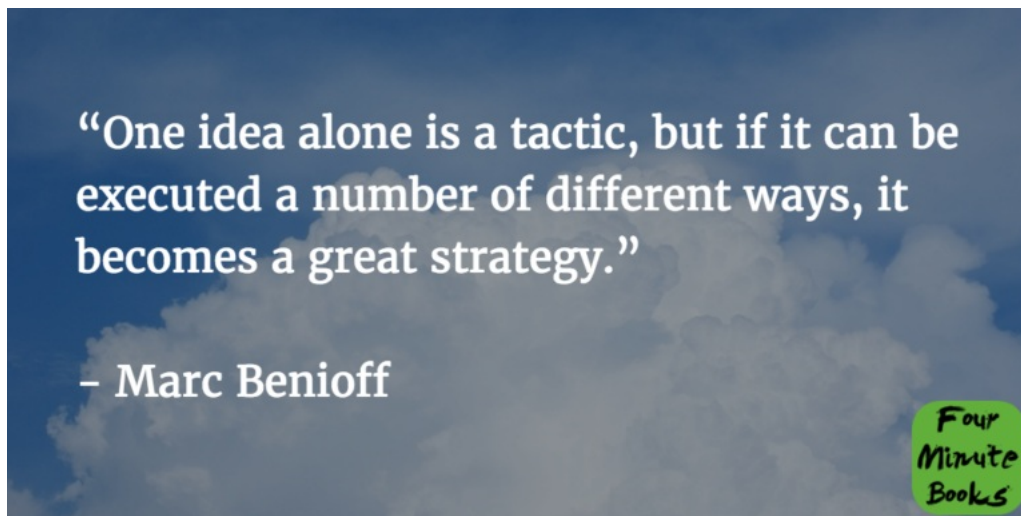 “One idea alone is a tactic, but if it can be
executed a number of different ways, it
becomes a great strategy.”
– Marc Benioff
Four
Minute
Books